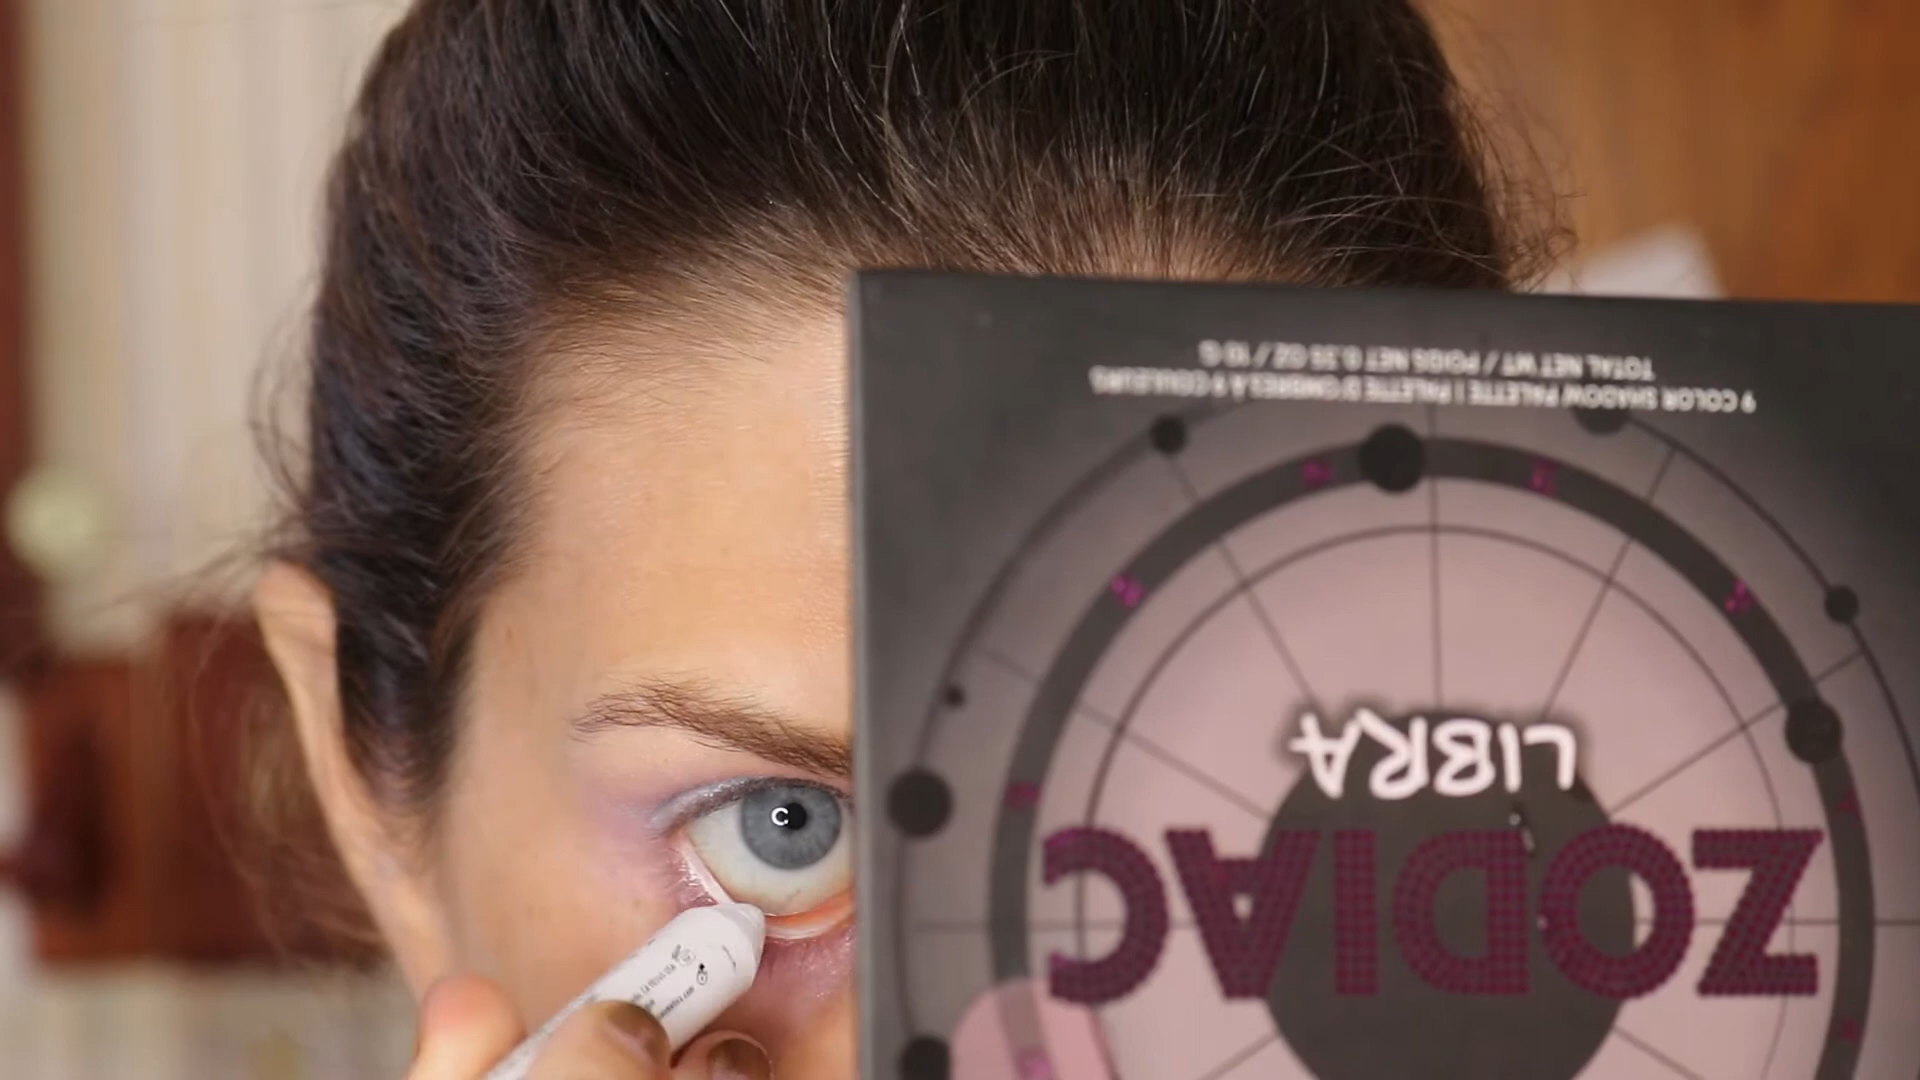 ZODIAC
LIBRA
9 COLOR SHADOW PALETTE | PALETTE D'OMBRES À 9 COULEURS
TOTAL NET WT / POIDS NET 0.35 OZ / 10 G